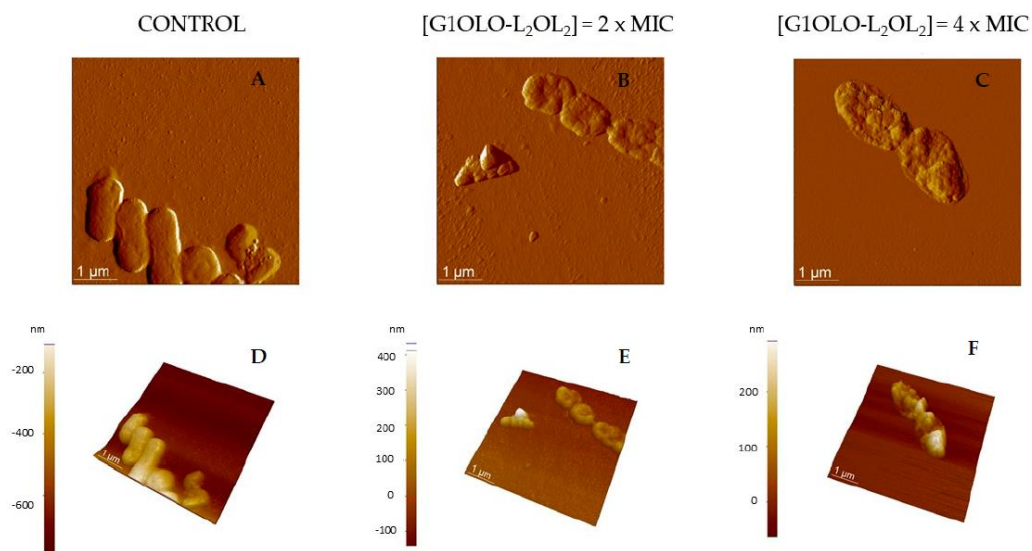 CONTROL
[G1OLO-L₂OL₂] = 2 x MIC
[G1OLO-L₂OL₂] = 4 x MIC
A
B
C
1 µm
1 µm
1 µm
nm
-200
-400
-600
D
1 µm
nm
400
300
200
100
0
-100
E
1 µm
nm
200
100
0
F
1 µm